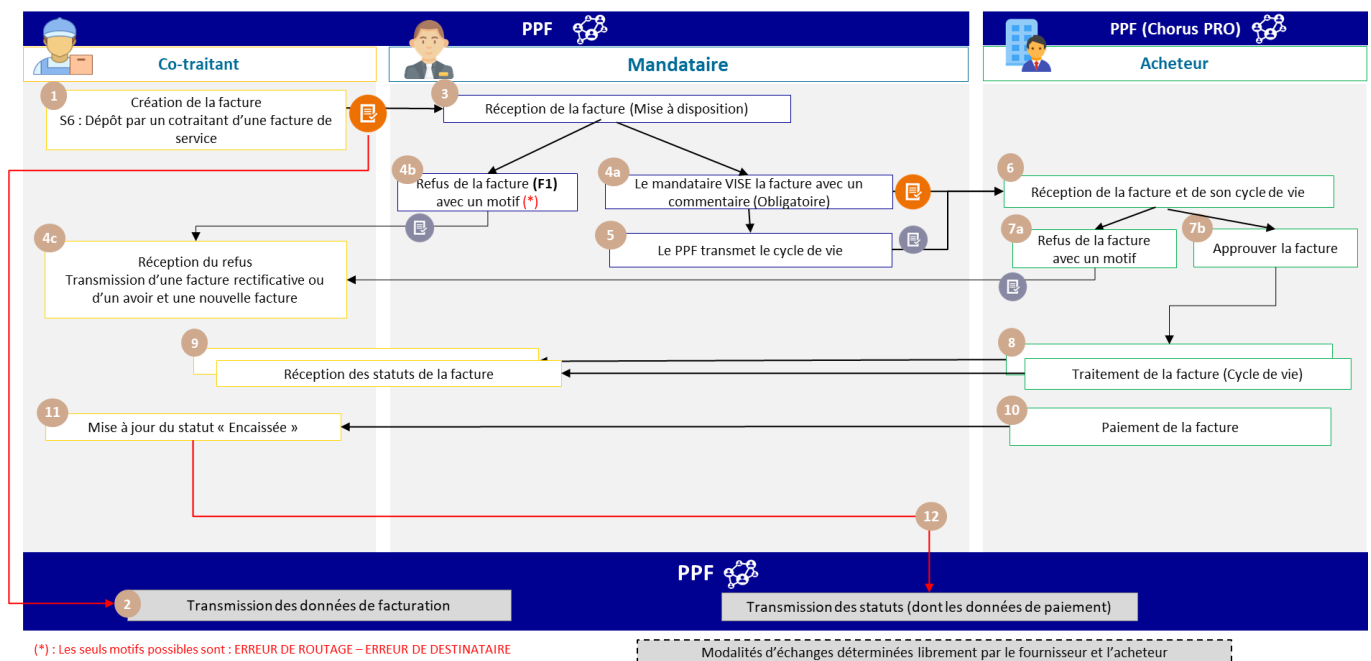 PPF
PPF (Chorus PRO)
Co-traitant
Mandataire
Acheteur
1
Création de la facture
S6 : Dépôt par un cotraitant d'une facture de
service
3
Réception de la facture (Mise à disposition)
4b
Refus de la facture (F1)
avec un motif (*)
4a
Le mandataire VISE la facture avec un
commentaire (Obligatoire)
6
Réception de la facture et de son cycle de vie
5
Le PPF transmet le cycle de vie
7a
Refus de la facture
avec un motif
7b
Approuver la facture
4c
Réception du refus
Transmission d'une facture rectificative ou
d'un avoir et une nouvelle facture
9
Réception des statuts de la facture
8
Traitement de la facture (Cycle de vie)
11
Mise à jour du statut « Encaissée »
10
Paiement de la facture
12
PPF
2
Transmission des données de facturation
Transmission des statuts (dont les données de paiement)
(*) : Les seuls motifs possibles sont : ERREUR DE ROUTAGE – ERREUR DE DESTINATAIRE
Modalités d'échanges déterminées librement par le fournisseur et l'acheteur